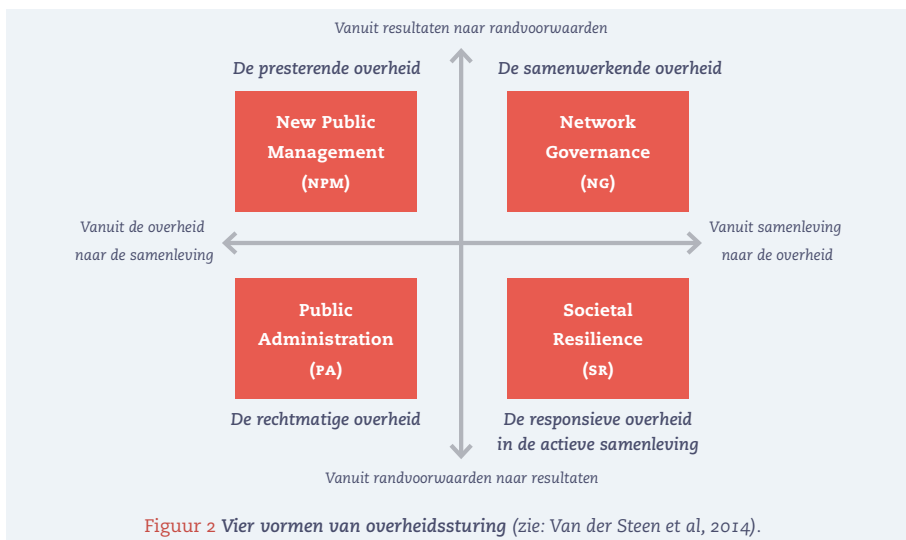 Vanuit resultaten naar randvoorwaarden
De presterende overheid
De samenwerkende overheid
New Public
Management
(NPM)
Network
Governance
(NG)
Vanuit de overheid
naar de samenleving
Vanuit samenleving
naar de overheid
Public
Administration
(PA)
Societal
Resilience
(SR)
De rechtmatige overheid
De responsieve overheid
in de actieve samenleving
Vanuit randvoorwaarden naar resultaten
Figuur 2 Vier vormen van overheidssturing (zie: Van der Steen et al, 2014).